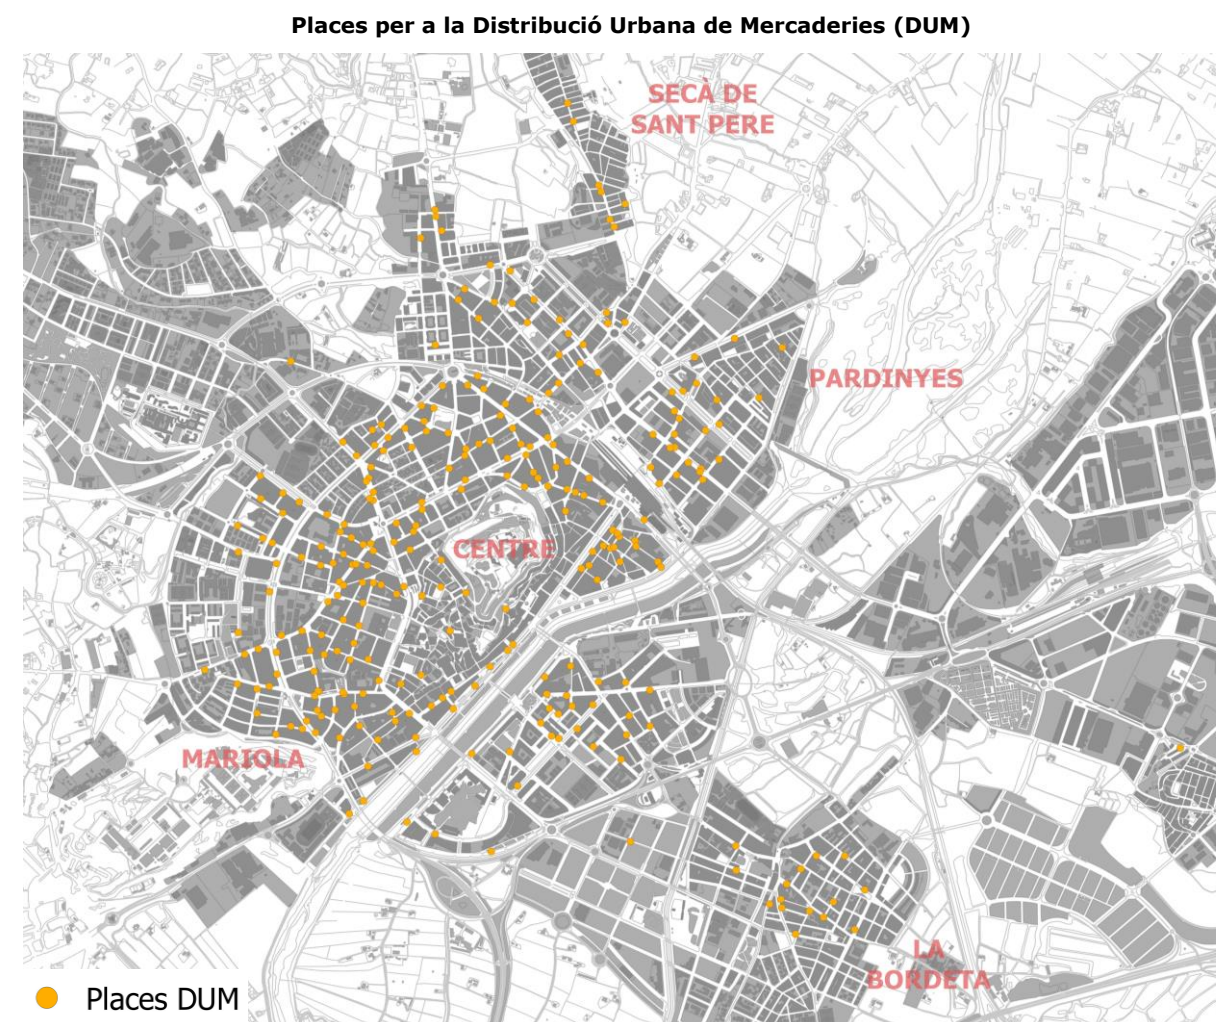 Places per a la Distribució Urbana de Mercaderies (DUM)
SECÀ DE
SANT PERE
PARDINYES
CENTRE
MARIOLA
LA
BORDETA
Places DUM